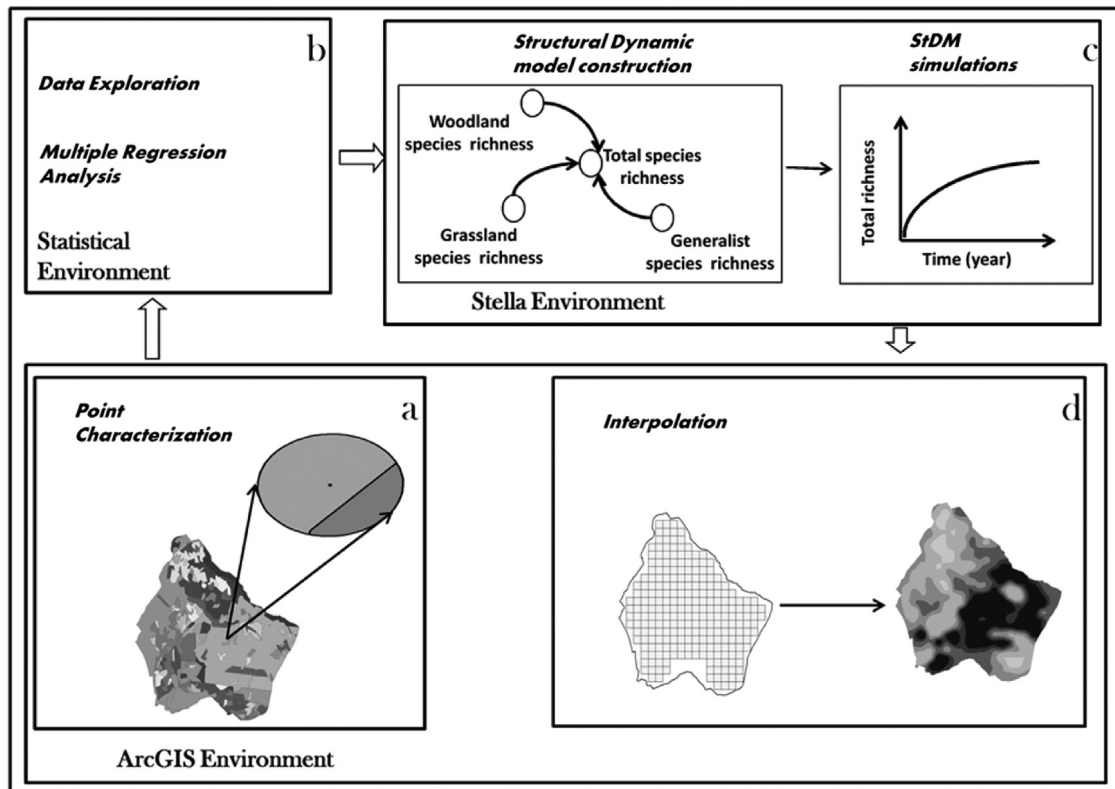 b
Data Exploration
Multiple Regression
Analysis
Statistical
Environment
Structural Dynamic
model construction
StDM
simulations
c
Woodland
species richness
Total species
richness
Grassland
species richness
Generalist
species richness
Total richness
Time (year)
Stella Environment
a
Point
Characterization
d
Interpolation
ArcGIS Environment